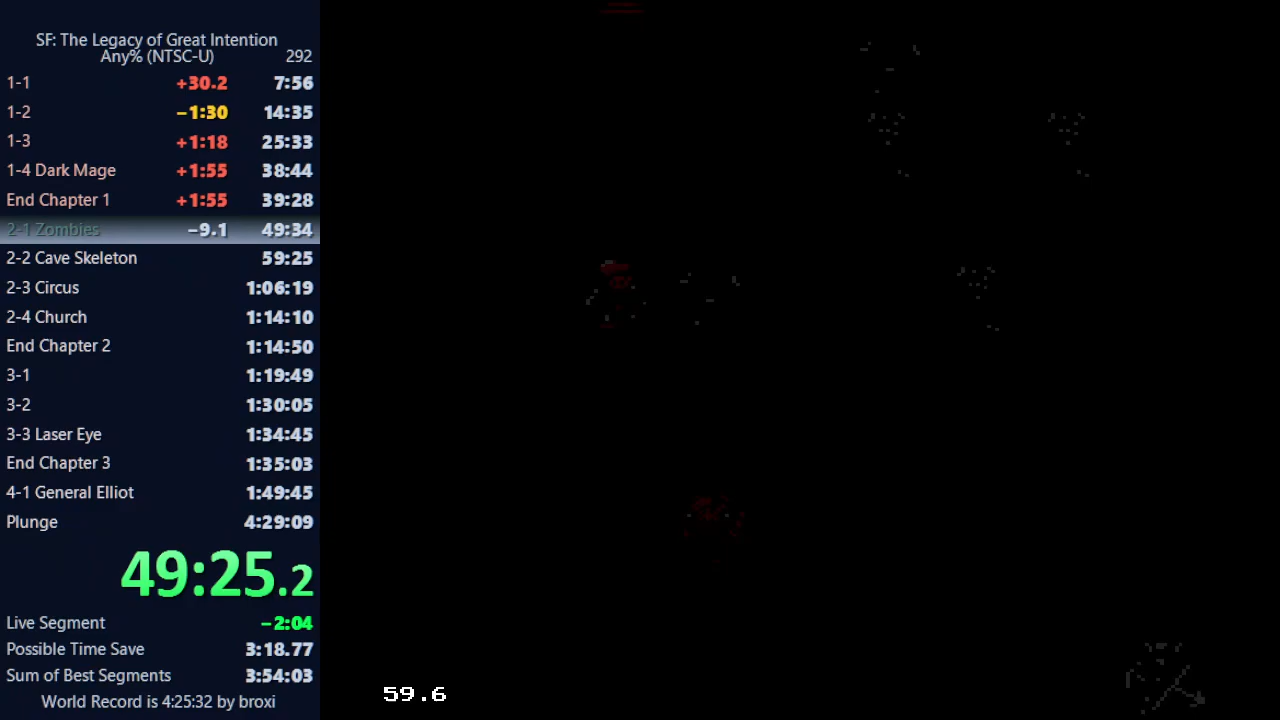 SF: The Legacy of Great Intention
Any% (NTSC-U) 292
1-1 +30.2 7:56
1-2 −1:30 14:35
1-3 +1:18 25:33
1-4 Dark Mage +1:55 38:44
End Chapter 1 +1:55 39:28
2-1 Zombies −9.1 49:34
2-2 Cave Skeleton 59:25
2-3 Circus 1:06:19
2-4 Church 1:14:10
End Chapter 2 1:14:50
3-1 1:19:49
3-2 1:30:05
3-3 Laser Eye 1:34:45
End Chapter 3 1:35:03
4-1 General Elliot 1:49:45
Plunge 4:29:09
49:25.2
Live Segment −2:04
Possible Time Save 3:18.77
Sum of Best Segments 3:54:03
World Record is 4:25:32 by broxi
59.6